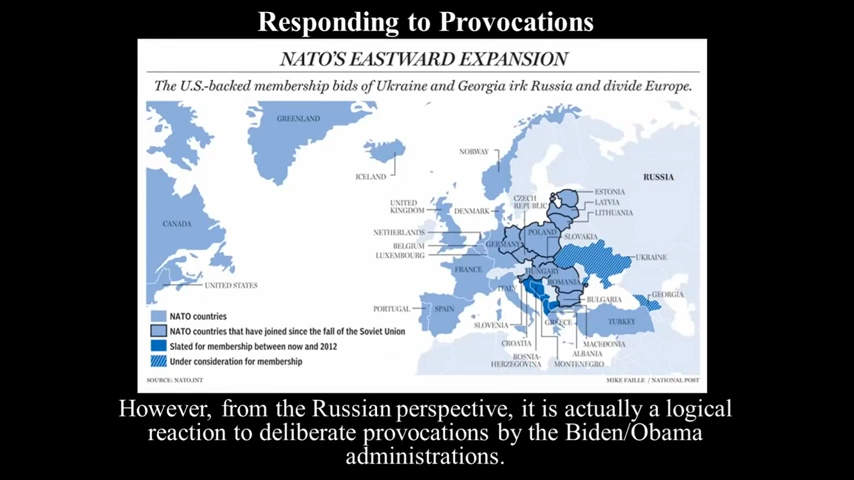 Responding to Provocations
NATO'S EASTWARD EXPANSION
The U.S.-backed membership bids of Ukraine and Georgia irk Russia and divide Europe.
GREENLAND
ICELAND
NORWAY
RUSSIA
CANADA
UNITED STATES
UNITED
KINGDOM
DENMARK
CZECH
REPUBLIC
ESTONIA
LATVIA
LITHUANIA
NETHERLANDS
BELGIUM
LUXEMBOURG
GERMANY
POLAND
SLOVAKIA
UKRAINE
FRANCE
HUNGARY
ROMANIA
GEORGIA
ITALY
BULGARIA
PORTUGAL
SPAIN
SLOVENIA
GREECE
TURKEY
CROATIA
MACEDONIA
BOSNIA-
HERZEGOVINA
ALBANIA
MONTENEGRO
NATO countries
NATO countries that have joined since the fall of the Soviet Union
Slated for membership between now and 2012
Under consideration for membership
SOURCE: NATO.INT
MIKE FAILLE / NATIONAL POST
However, from the Russian perspective, it is actually a logical
reaction to deliberate provocations by the Biden/Obama
administrations.